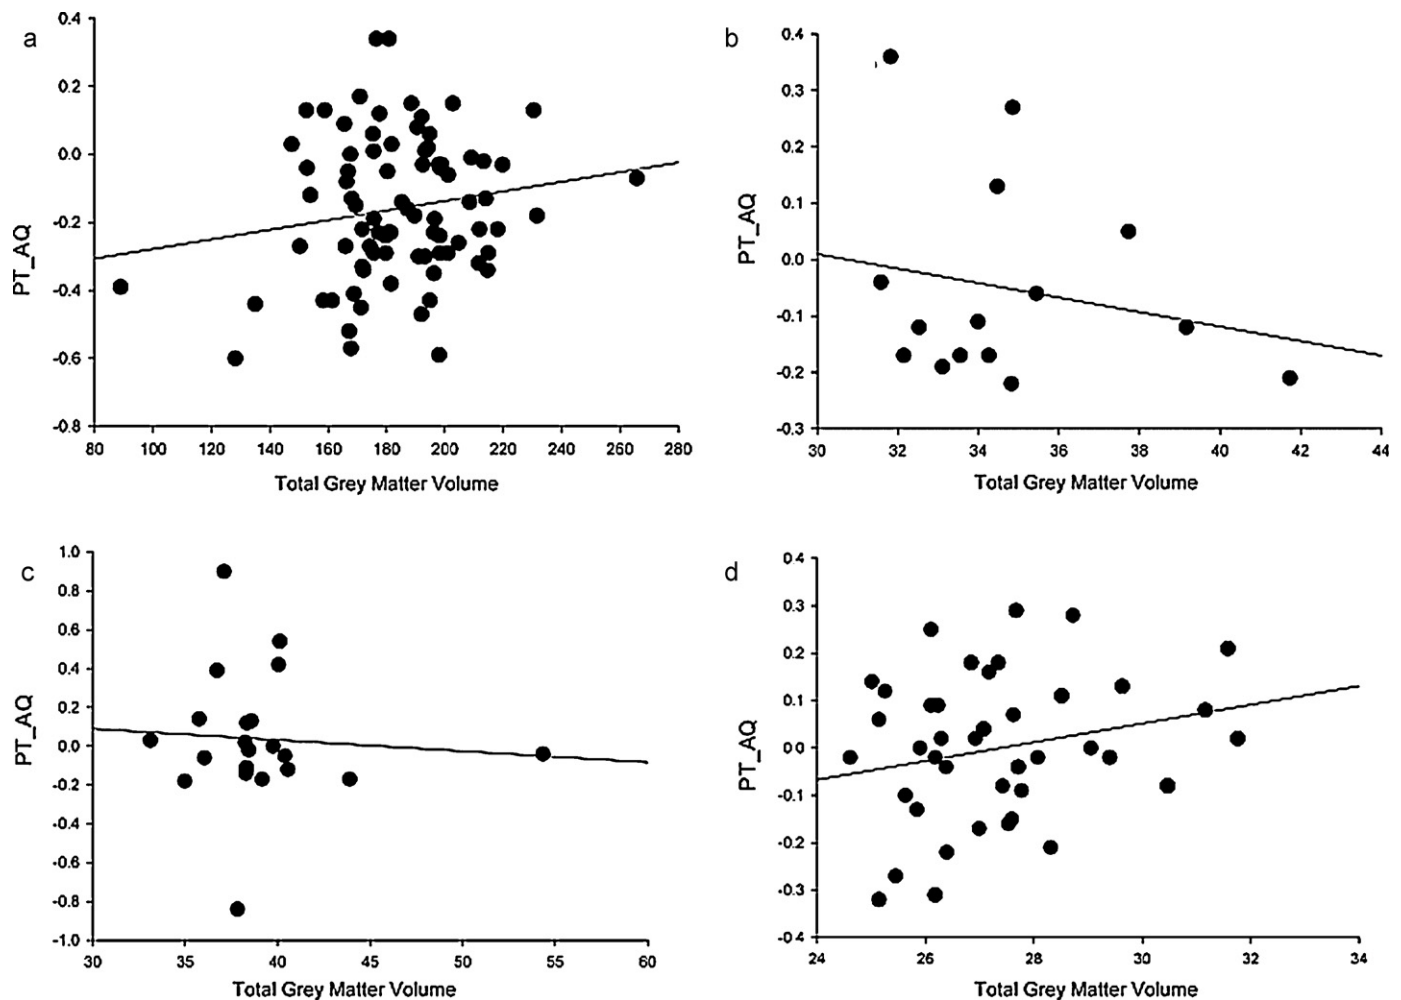 a
0.4
0.2
0.0
-0.2
-0.4
-0.6
-0.8
PT_AQ
80 100 120 140 160 180 200 220 240 260 280
Total Grey Matter Volume
b
0.4
0.3
0.2
0.1
0.0
-0.1
-0.2
-0.3
PT_AQ
30 32 34 36 38 40 42 44
Total Grey Matter Volume
c
1.0
0.8
0.6
0.4
0.2
0.0
-0.2
-0.4
-0.6
-0.8
-1.0
PT_AQ
30 35 40 45 50 55 60
Total Grey Matter Volume
d
0.4
0.3
0.2
0.1
0.0
-0.1
-0.2
-0.3
-0.4
PT_AQ
24 26 28 30 32 34
Total Grey Matter Volume